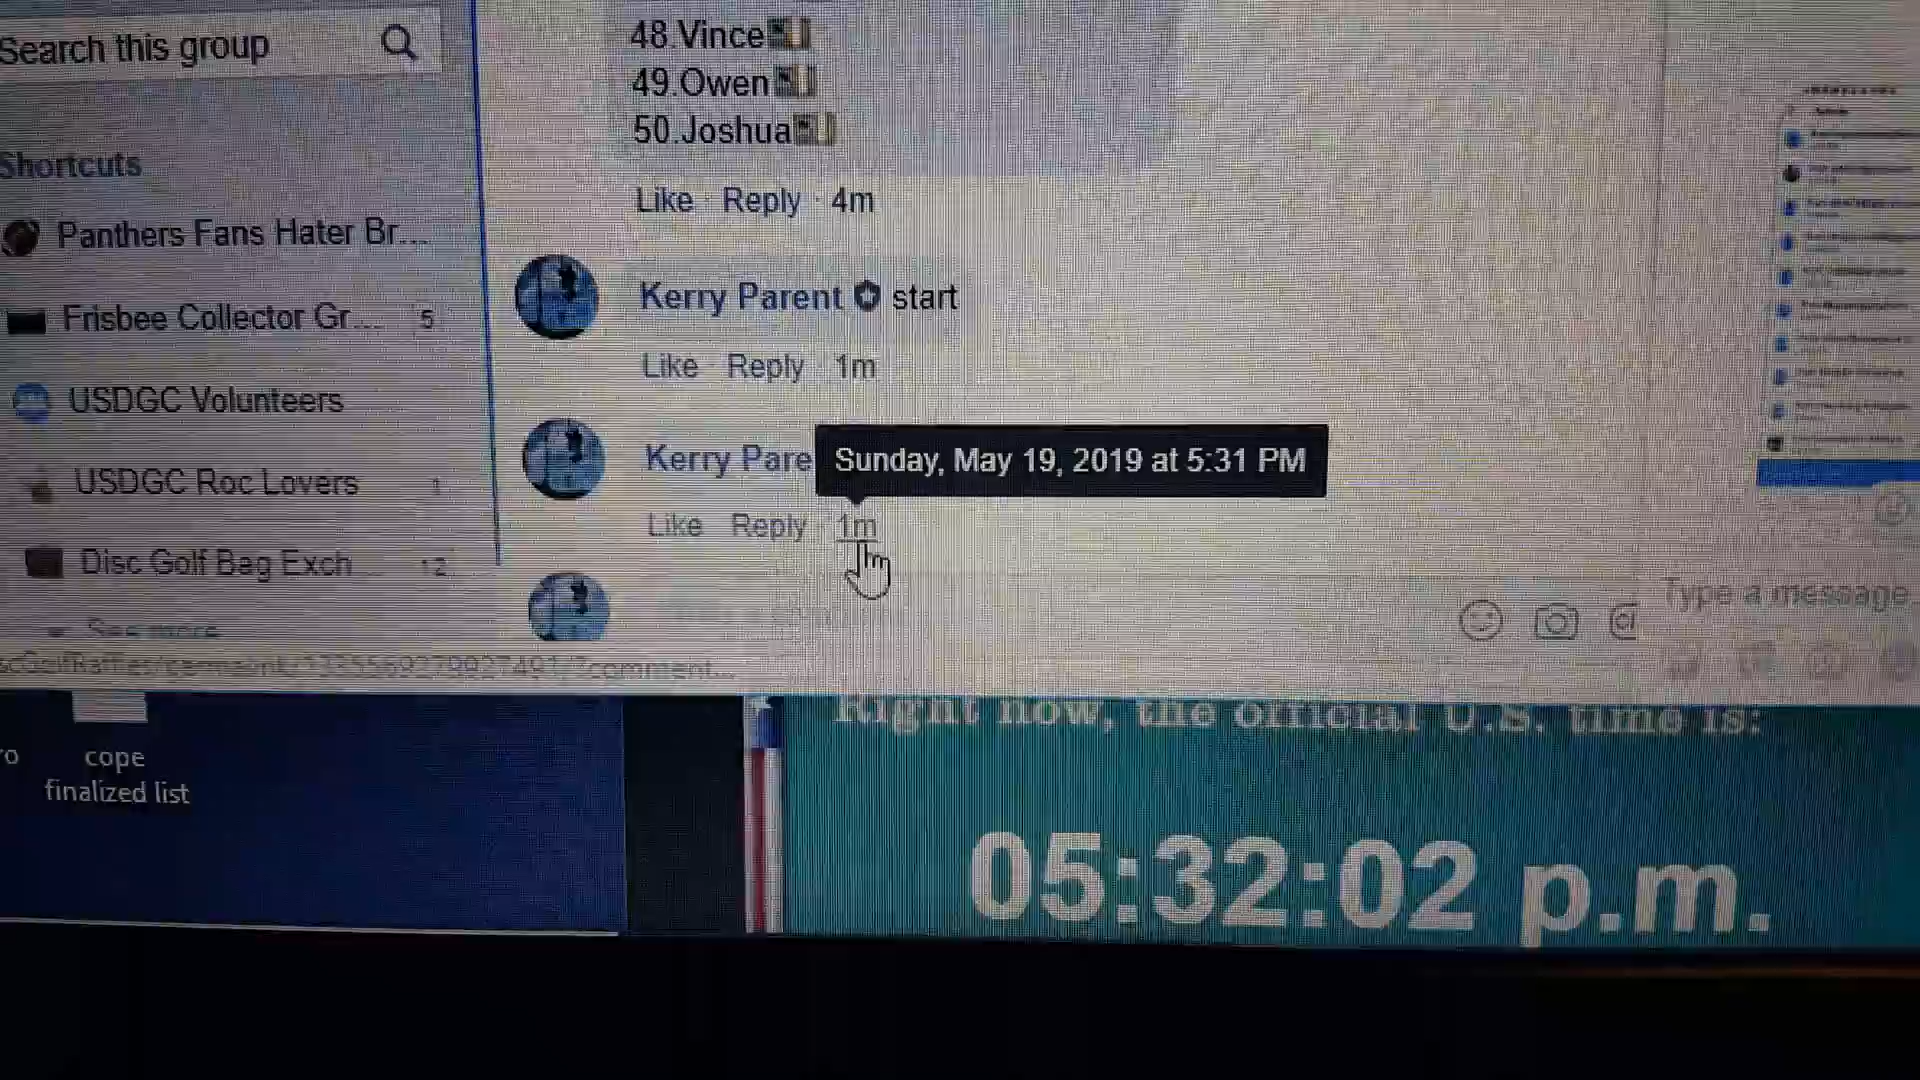 Search this group
Shortcuts
Panthers Fans Hater Br...
Frisbee Collector Gr... 5
USDGC Volunteers
USDGC Roc Lovers 1
Disc Golf Bag Exch... 12
See more
48.Vince
49.Owen
50.Joshua
Like · Reply · 4m
Kerry Parent start
Like · Reply · 1m
Kerry Pare
Sunday, May 19, 2019 at 5:31 PM
Like Reply 1m
Type a message
cope
finalized list
Right now, the official U.S. time is:
05:32:02 p.m.